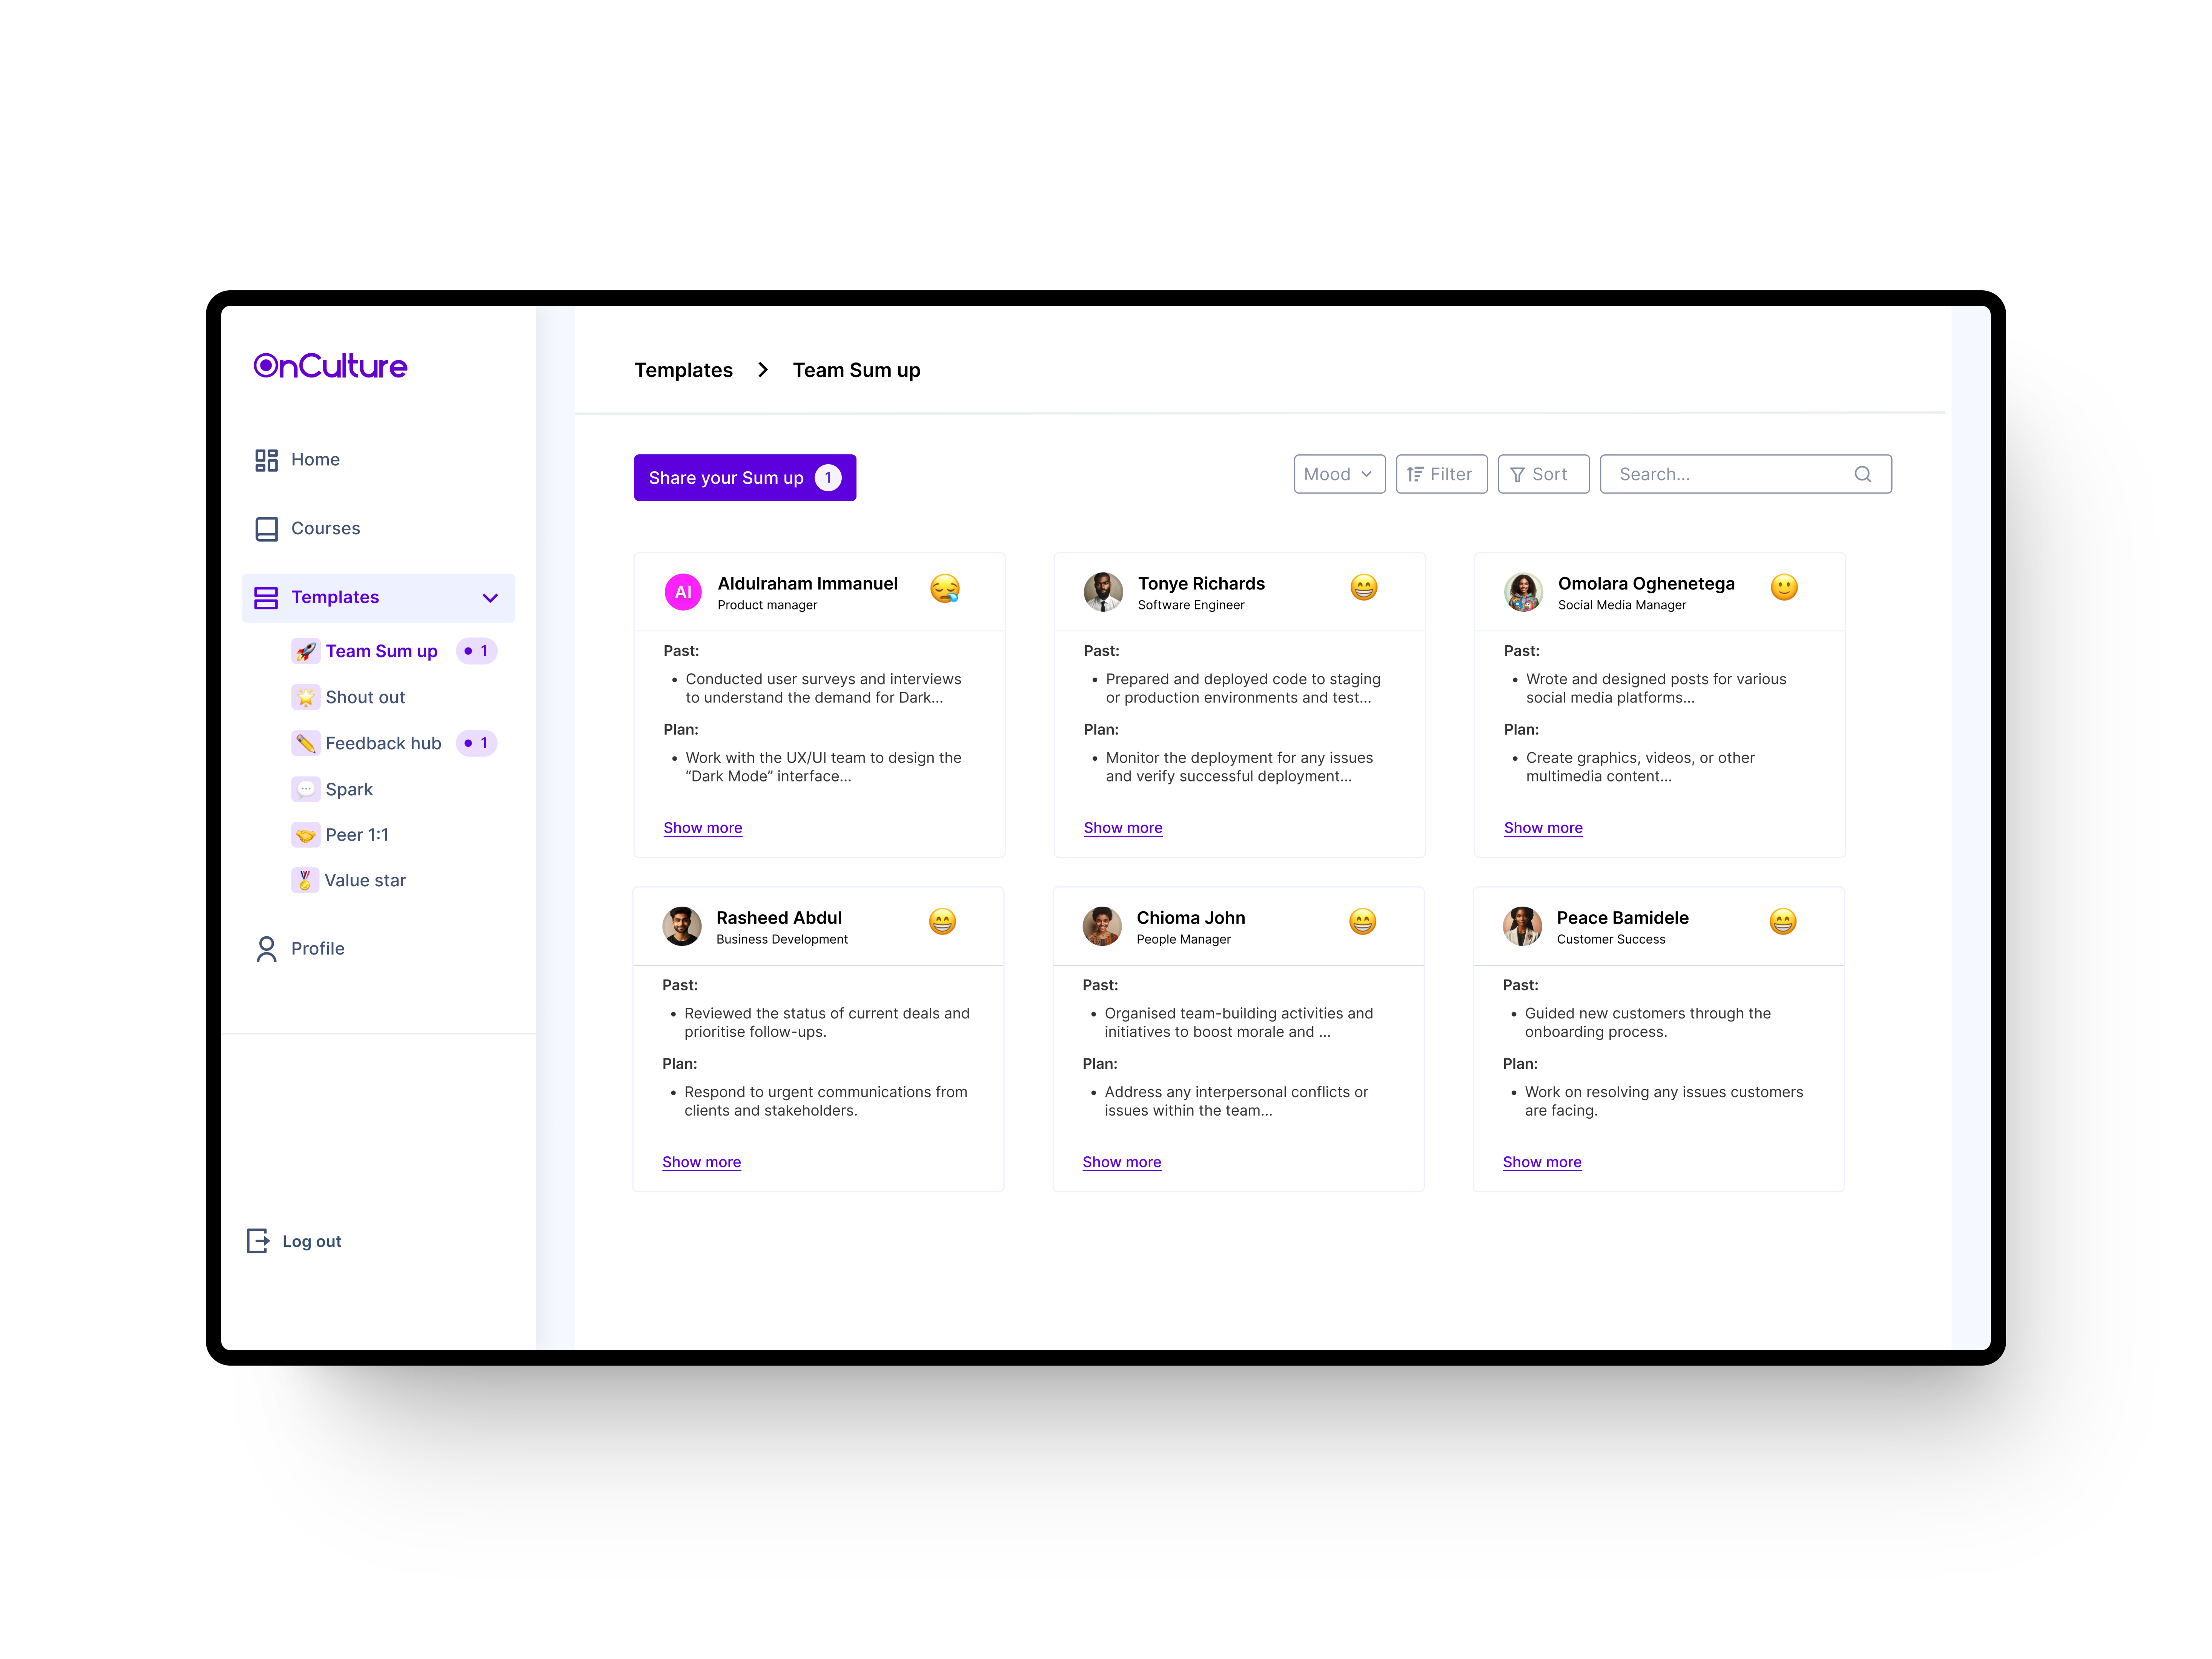 OnCulture
Home
Courses
Templates
Team Sum up
1
Shout out
Feedback hub
1
Spark
Peer 1:1
Value star
Profile
Log out
Templates > Team Sum up
Share your Sum up 1
Mood
Filter
Sort
Search...
AI
Aldulraham Immanuel
Product manager
Past:
• Conducted user surveys and interviews
to understand the demand for Dark...
Plan:
• Work with the UX/UI team to design the
“Dark Mode” interface...
Show more
Tonye Richards
Software Engineer
Past:
• Prepared and deployed code to staging
or production environments and test...
Plan:
• Monitor the deployment for any issues
and verify successful deployment...
Show more
Omolara Oghenetega
Social Media Manager
Past:
• Wrote and designed posts for various
social media platforms...
Plan:
• Create graphics, videos, or other
multimedia content...
Show more
Rasheed Abdul
Business Development
Past:
• Reviewed the status of current deals and
prioritise follow-ups.
Plan:
• Respond to urgent communications from
clients and stakeholders.
Show more
Chioma John
People Manager
Past:
• Organised team-building activities and
initiatives to boost morale and ...
Plan:
• Address any interpersonal conflicts or
issues within the team...
Show more
Peace Bamidele
Customer Success
Past:
• Guided new customers through the
onboarding process.
Plan:
• Work on resolving any issues customers
are facing.
Show more